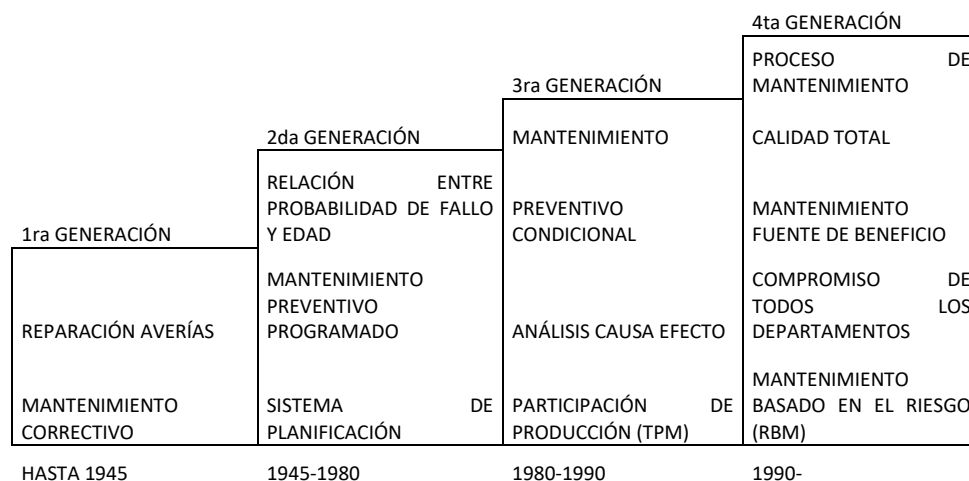 1ra GENERACIÓN
REPARACIÓN AVERÍAS
MANTENIMIENTO
CORRECTIVO
HASTA 1945
2da GENERACIÓN
RELACIÓN ENTRE
PROBABILIDAD DE FALLO
Y EDAD
MANTENIMIENTO
PREVENTIVO
PROGRAMADO
SISTEMA DE
PLANIFICACIÓN
1945-1980
3ra GENERACIÓN
MANTENIMIENTO
PREVENTIVO
CONDICIONAL
ANÁLISIS CAUSA EFECTO
PARTICIPACIÓN DE
PRODUCCIÓN (TPM)
1980-1990
4ta GENERACIÓN
PROCESO DE
MANTENIMIENTO
CALIDAD TOTAL
MANTENIMIENTO
FUENTE DE BENEFICIO
COMPROMISO DE
TODOS LOS
DEPARTAMENTOS
MANTENIMIENTO
BASADO EN EL RIESGO
(RBM)
1990-